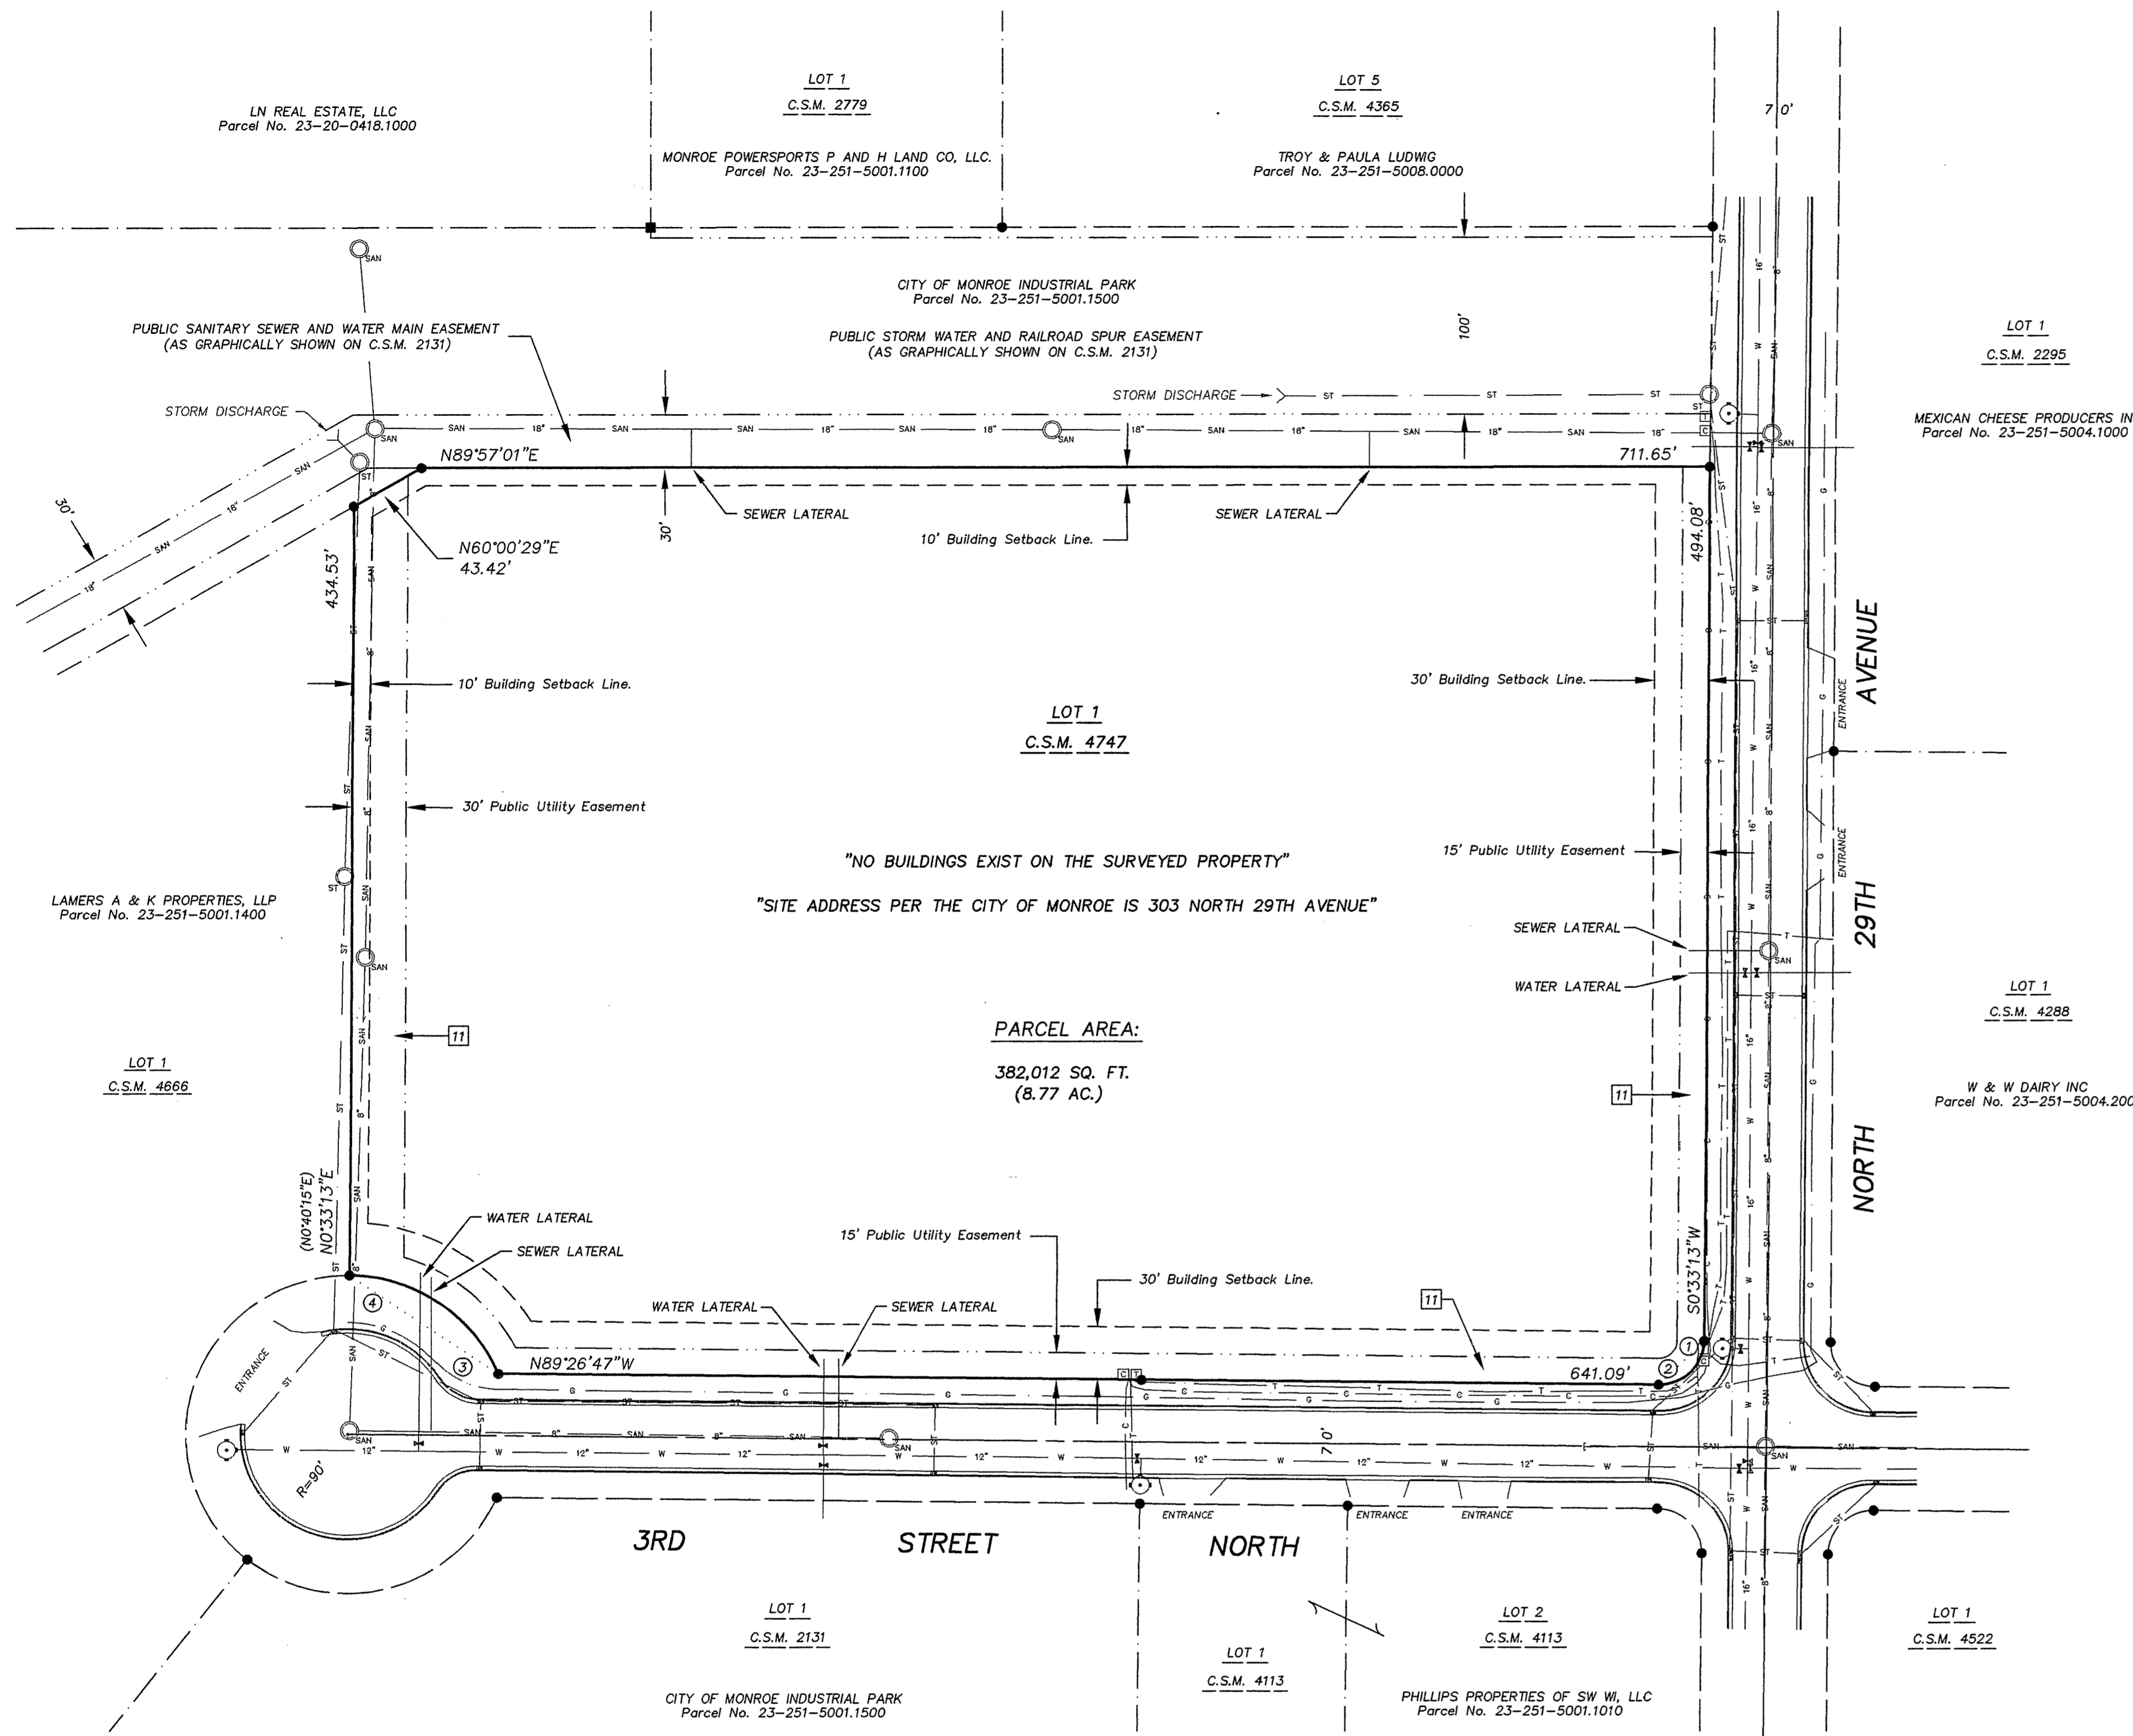 LN REAL ESTATE, LLC
Parcel No. 23-20-0418.1000
LOT 1
C.S.M. 2779
MONROE POWERSPORTS P AND H LAND CO, LLC.
Parcel No. 23-251-5001.1100
LOT 5
C.S.M. 4365
TROY & PAULA LUDWIG
Parcel No. 23-251-5008.0000
70'
CITY OF MONROE INDUSTRIAL PARK
Parcel No. 23-251-5001.1500
PUBLIC SANITARY SEWER AND WATER MAIN EASEMENT
(AS GRAPHICALLY SHOWN ON C.S.M. 2131)
PUBLIC STORM WATER AND RAILROAD SPUR EASEMENT
(AS GRAPHICALLY SHOWN ON C.S.M. 2131)
100'
LOT 1
C.S.M. 2295
MEXICAN CHEESE PRODUCERS IN
Parcel No. 23-251-5004.1000
STORM DISCHARGE
STORM DISCHARGE
N89°57'01"E
711.65'
SEWER LATERAL
SEWER LATERAL
30'
30'
10' Building Setback Line.
N60°00'29"E
43.42'
434.53'
494.08'
10' Building Setback Line.
30' Building Setback Line.
LOT 1
C.S.M. 4747
30' Public Utility Easement
15' Public Utility Easement
"NO BUILDINGS EXIST ON THE SURVEYED PROPERTY"
"SITE ADDRESS PER THE CITY OF MONROE IS 303 NORTH 29TH AVENUE"
LAMERS A & K PROPERTIES, LLP
Parcel No. 23-251-5001.1400
SEWER LATERAL
WATER LATERAL
NORTH 29TH AVENUE
ENTRANCE
ENTRANCE
LOT 1
C.S.M. 4288
W & W DAIRY INC
Parcel No. 23-251-5004.200
11
11
PARCEL AREA:
382,012 SQ. FT.
(8.77 AC.)
LOT 1
C.S.M. 4666
(N0°40'15"E)
N0°33'13"E
S0°33'13"W
WATER LATERAL
SEWER LATERAL
15' Public Utility Easement
30' Building Setback Line.
WATER LATERAL
SEWER LATERAL
11
4
3
1
2
N89°26'47"W
641.09'
ENTRANCE
R=90'
70'
ENTRANCE
ENTRANCE
ENTRANCE
3RD STREET NORTH
LOT 1
C.S.M. 2131
CITY OF MONROE INDUSTRIAL PARK
Parcel No. 23-251-5001.1500
LOT 1
C.S.M. 4113
LOT 2
C.S.M. 4113
PHILLIPS PROPERTIES OF SW WI, LLC
Parcel No. 23-251-5001.1010
LOT 1
C.S.M. 4522